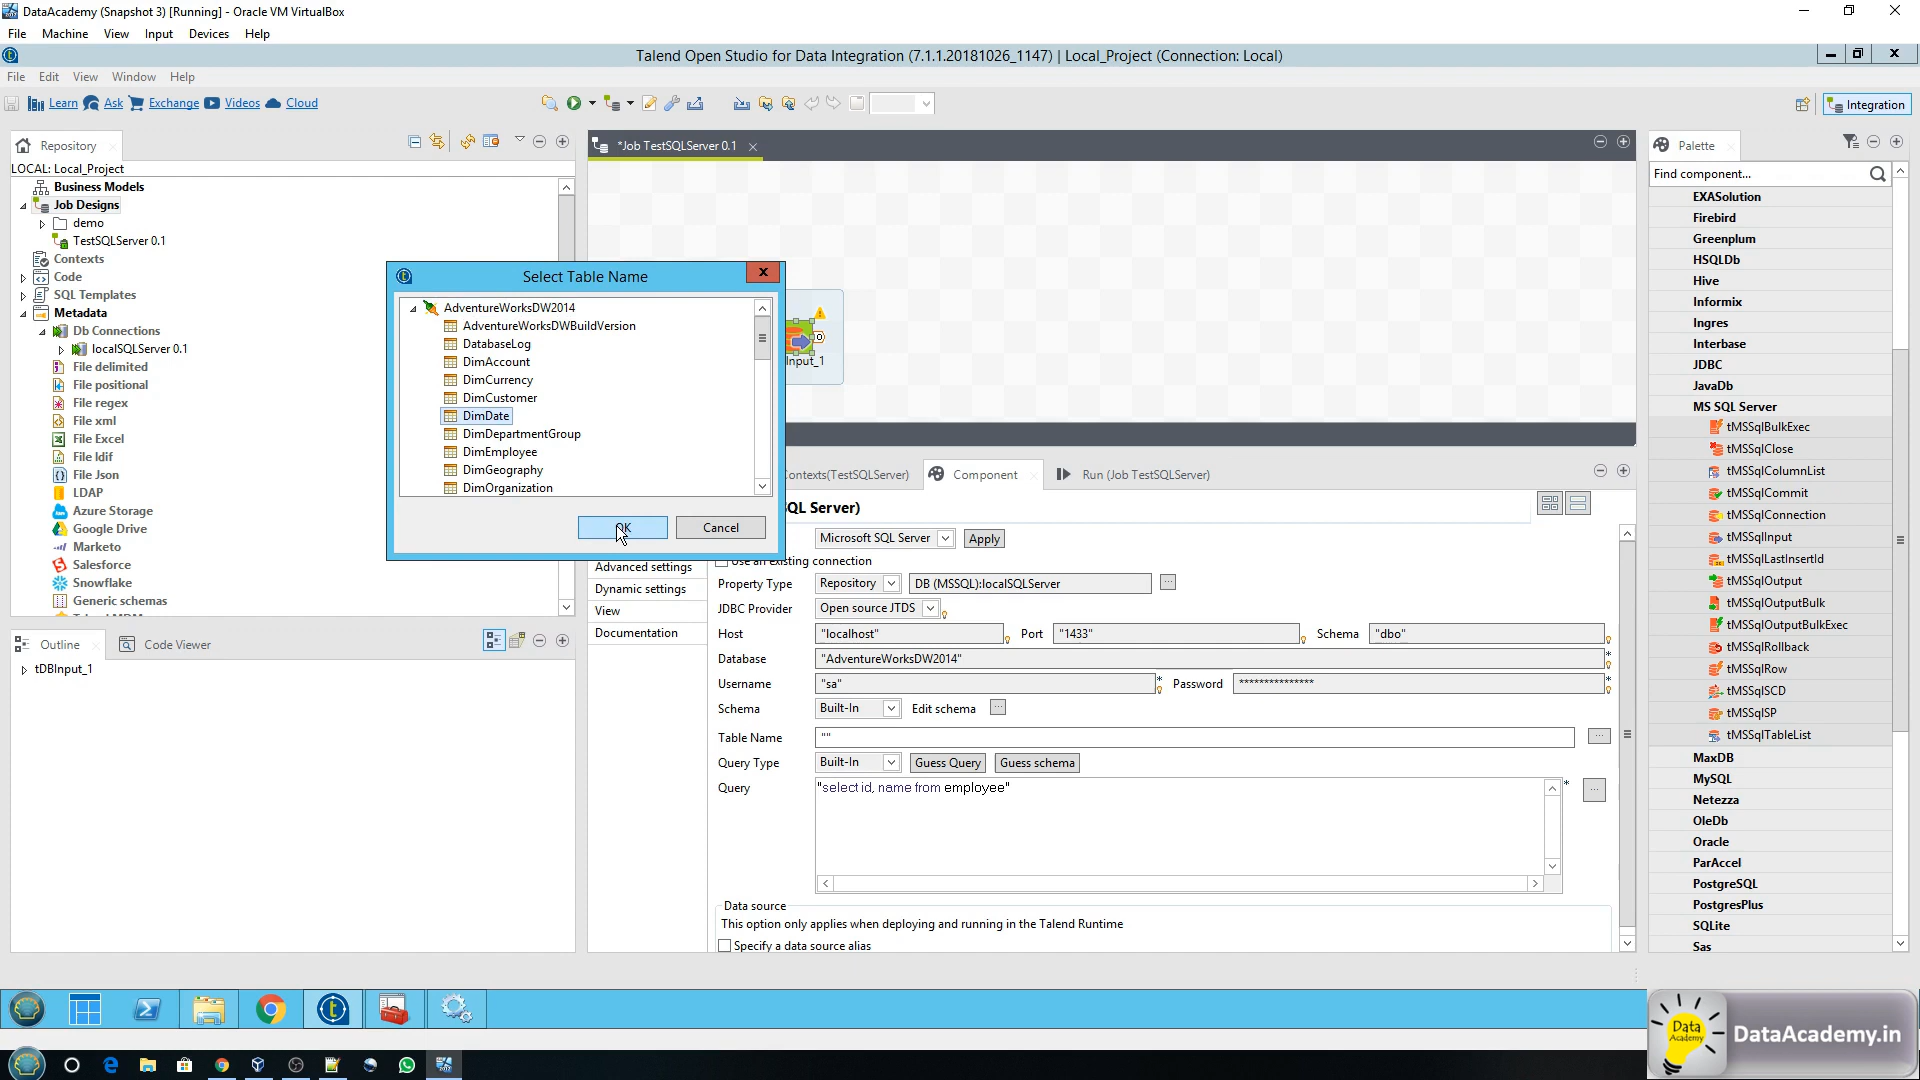 DataAcademy (Snapshot 3) [Running] - Oracle VM VirtualBox
File Machine View Input Devices Help
Talend Open Studio for Data Integration (7.1.1.20181026_1147) | Local_Project (Connection: Local)
File Edit View Window Help
Learn Ask Exchange Videos Cloud
Integration
Repository
LOCAL: Local_Project
Business Models
Job Designs
demo
TestSQLServer 0.1
Contexts
Code
SQL Templates
Metadata
Db Connections
localSQLServer 0.1
File delimited
File positional
File regex
File xml
File Excel
File ldif
File Json
LDAP
Azure Storage
Google Drive
Marketo
Salesforce
Snowflake
Generic schemas
Outline
Code Viewer
tDBInput_1
*Job TestSQLServer 0.1
Input_1
Select Table Name
AdventureWorksDW2014
AdventureWorksDWBuildVersion
DatabaseLog
DimAccount
DimCurrency
DimCustomer
DimDate
DimDepartmentGroup
DimEmployee
DimGeography
DimOrganization
OK
Cancel
Contexts(TestSQLServer)
Component
Run (Job TestSQLServer)
SQL Server)
Advanced settings
Dynamic settings
View
Documentation
Microsoft SQL Server
Apply
Use an existing connection
Property Type Repository DB (MSSQL):localSQLServer
JDBC Provider Open source JTDS
Host "localhost" Port "1433" Schema "dbo"
Database "AdventureWorksDW2014"
Username "sa" Password ***************
Schema Built-In Edit schema
Table Name ""
Query Type Built-In Guess Query Guess schema
Query "select id, name from employee"
Data source
This option only applies when deploying and running in the Talend Runtime
Specify a data source alias
Palette
Find component...
EXASolution
Firebird
Greenplum
HSQLDb
Hive
Informix
Ingres
Interbase
JDBC
JavaDb
MS SQL Server
tMSSqlBulkExec
tMSSqlClose
tMSSqlColumnList
tMSSqlCommit
tMSSqlConnection
tMSSqlInput
tMSSqlLastInsertId
tMSSqlOutput
tMSSqlOutputBulk
tMSSqlOutputBulkExec
tMSSqlRollback
tMSSqlRow
tMSSqlSCD
tMSSqlSP
tMSSqlTableList
MaxDB
MySQL
Netezza
OleDb
Oracle
ParAccel
PostgreSQL
PostgresPlus
SQLite
Sas
Data
Academy
DataAcademy.in